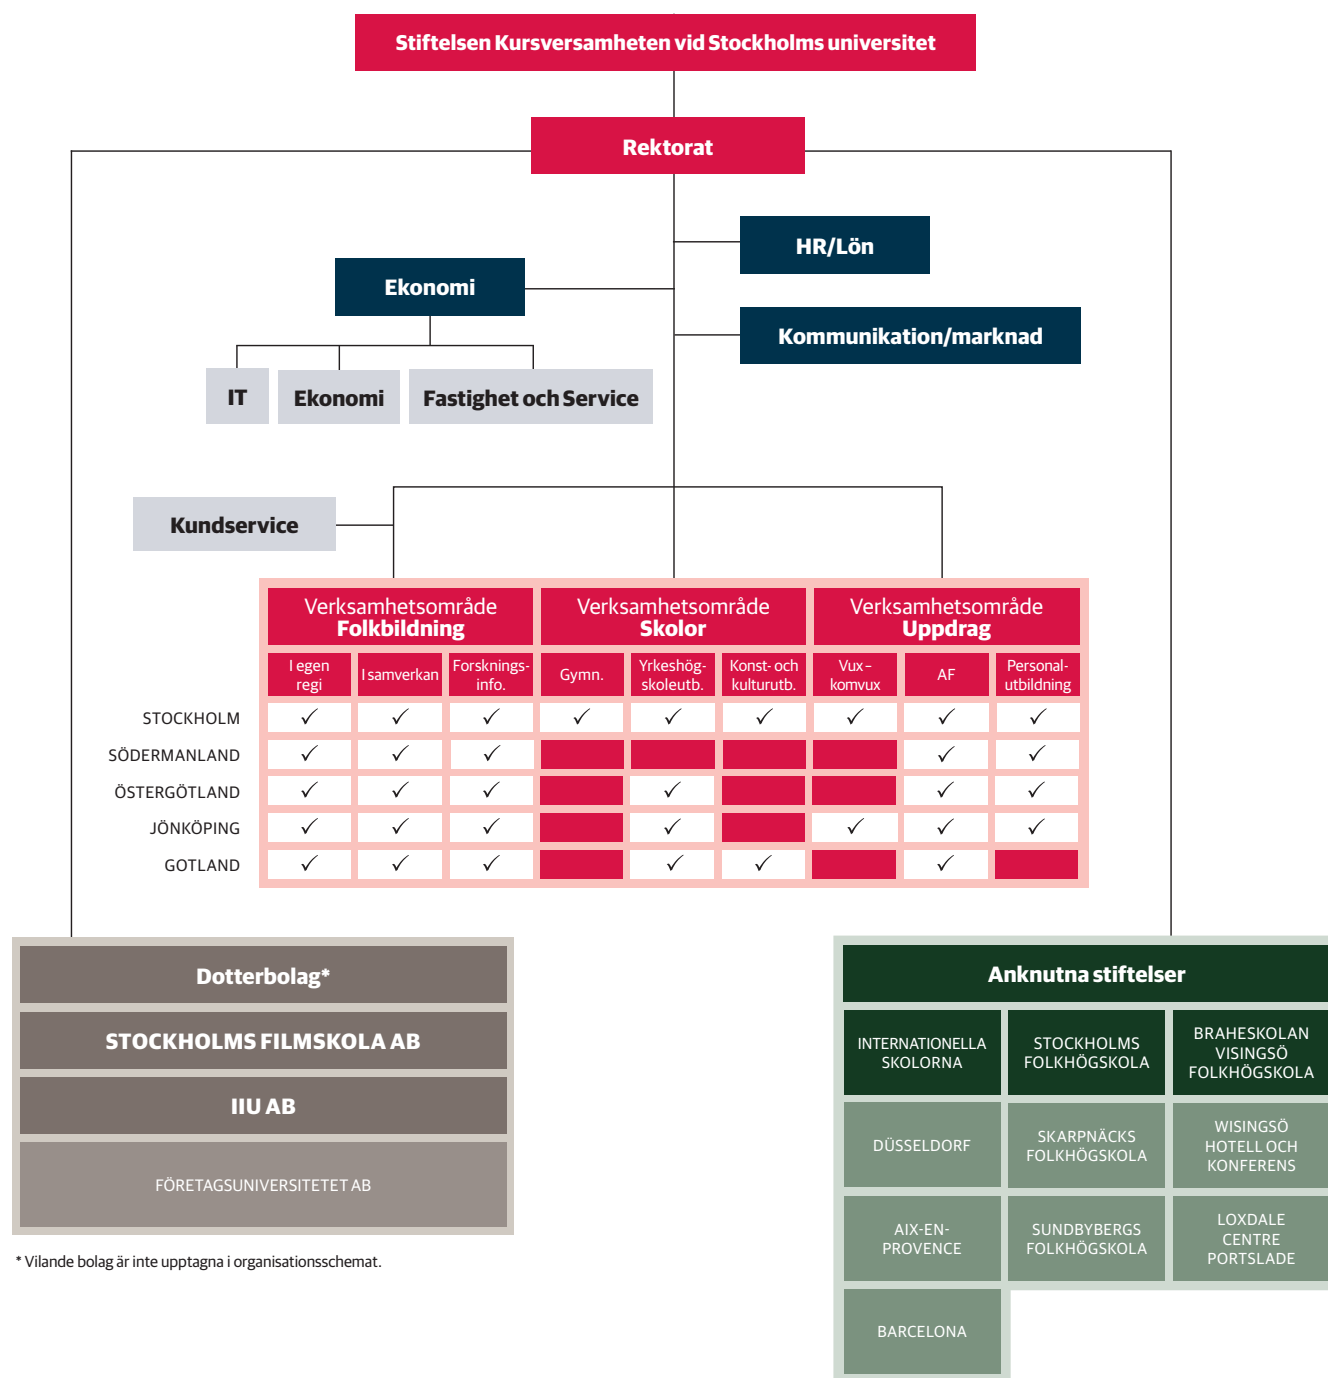 Stiftelsen Kursversamheten vid Stockholms universitet
Rektorat
HR/Lön
Ekonomi
Kommunikation/marknad
IT
Ekonomi
Fastighet och Service
Kundservice
Verksamhetsområde
Folkbildning
Verksamhetsområde
Skolor
Verksamhetsområde
Uppdrag
I egen
regi
I samverkan
Forsknings-
info.
Gymn.
Yrkeshög-
skoleutb.
Konst- och
kulturutb.
Vux –
komvux
AF
Personal-
utbildning
STOCKHOLM ✓ ✓ ✓ ✓ ✓ ✓ ✓ ✓ ✓
SÖDERMANLAND ✓ ✓ ✓ ✓ ✓
ÖSTERGÖTLAND ✓ ✓ ✓ ✓ ✓ ✓
JÖNKÖPING ✓ ✓ ✓ ✓ ✓ ✓ ✓
GOTLAND ✓ ✓ ✓ ✓ ✓ ✓
Dotterbolag*
STOCKHOLMS FILMSKOLA AB
IIU AB
FÖRETAGSUNIVERSITETET AB
* Vilande bolag är inte upptagna i organisationsschemat.
Anknutna stiftelser
INTERNATIONELLA
SKOLORNA
STOCKHOLMS
FOLKHÖGSKOLA
BRAHESKOLAN
VISINGSÖ
FOLKHÖGSKOLA
DÜSSELDORF
SKARPNÄCKS
FOLKHÖGSKOLA
WISINGSÖ
HOTELL OCH
KONFERENS
AIX-EN-
PROVENCE
SUNDBYBERGS
FOLKHÖGSKOLA
LOXDALE
CENTRE
PORTSLADE
BARCELONA